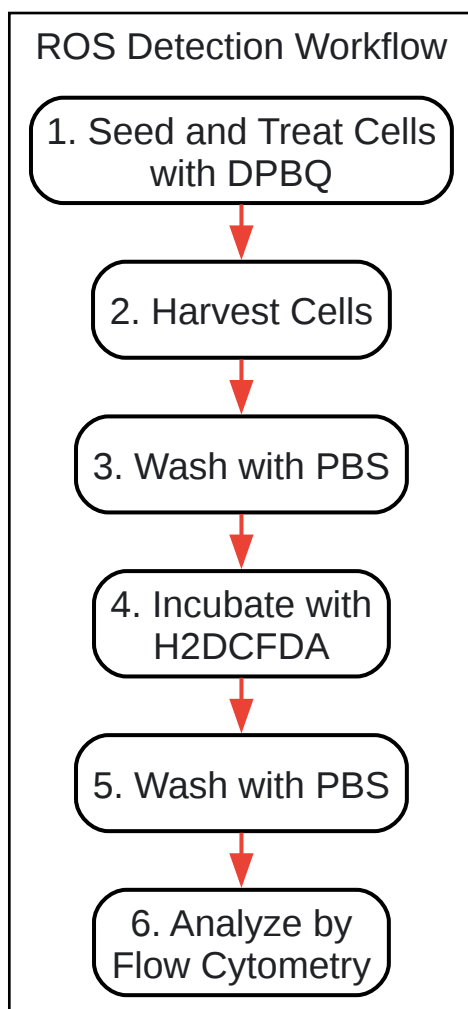 ROS Detection Workflow
1. Seed and Treat Cells
with DPBQ
2. Harvest Cells
3. Wash with PBS
4. Incubate with
H2DCFDA
5. Wash with PBS
6. Analyze by
Flow Cytometry